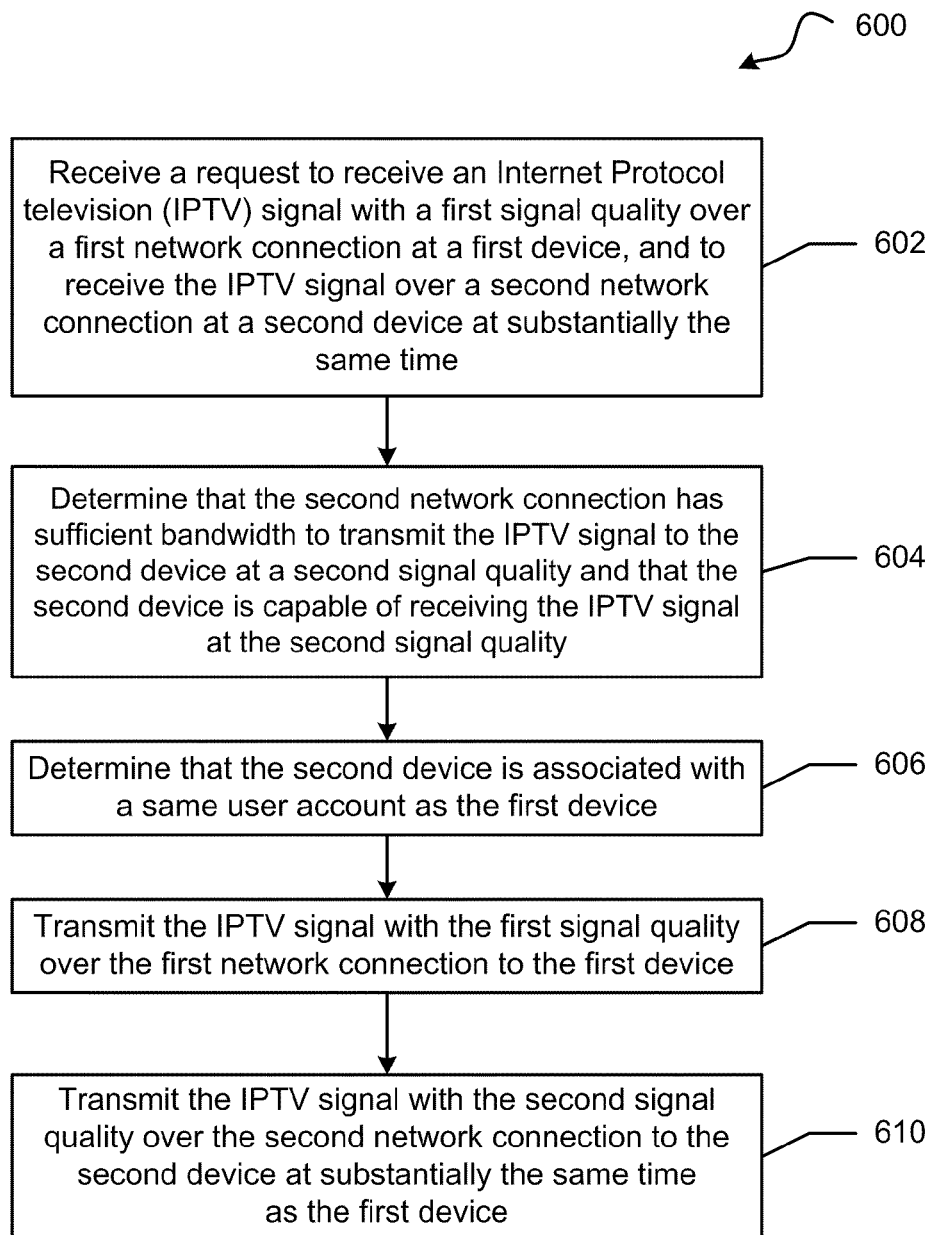 600
Receive a request to receive an Internet Protocol
television (IPTV) signal with a first signal quality over
a first network connection at a first device, and to
receive the IPTV signal over a second network
connection at a second device at substantially the
same time
602
Determine that the second network connection has
sufficient bandwidth to transmit the IPTV signal to the
second device at a second signal quality and that the
second device is capable of receiving the IPTV signal
at the second signal quality
604
Determine that the second device is associated with
a same user account as the first device
606
Transmit the IPTV signal with the first signal quality
over the first network connection to the first device
608
Transmit the IPTV signal with the second signal
quality over the second network connection to the
second device at substantially the same time
as the first device
610